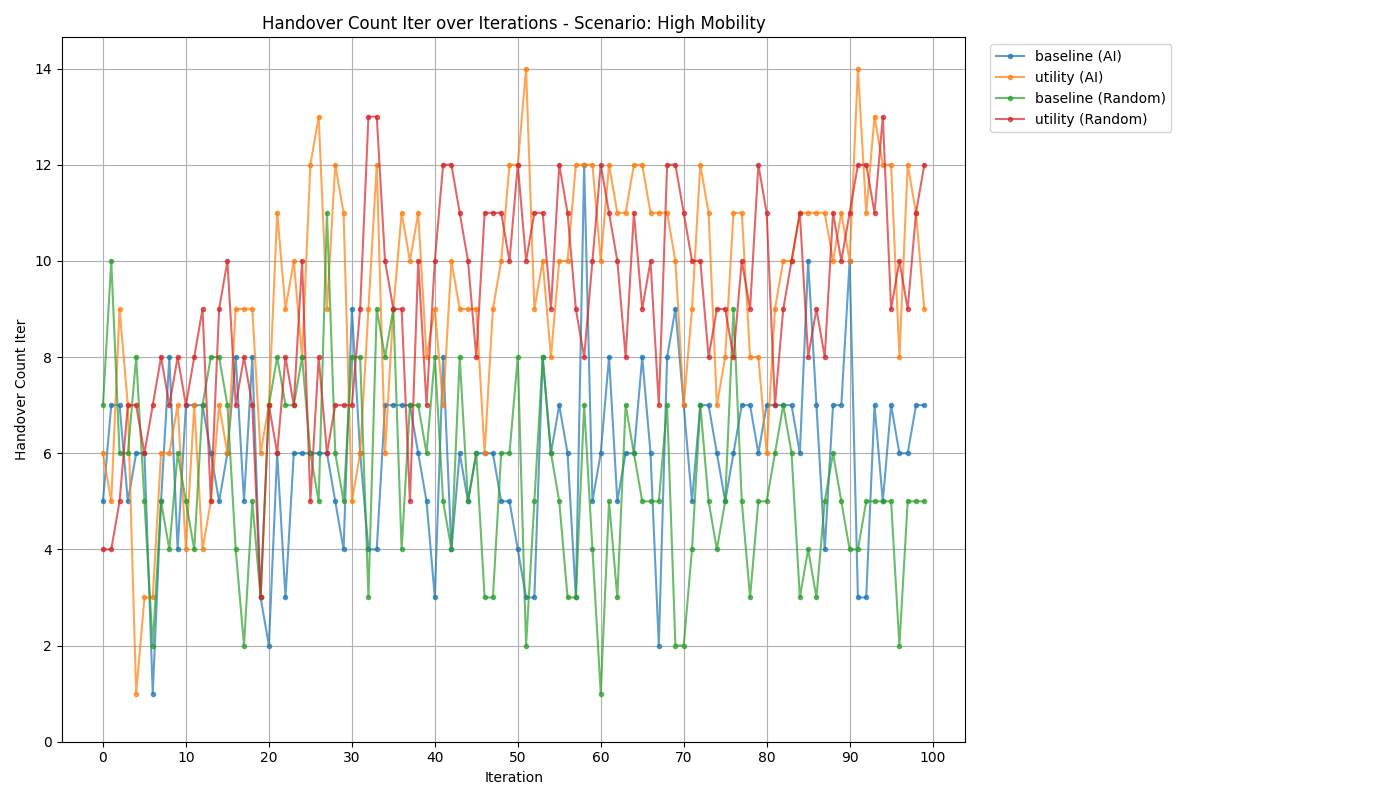 Handover Count Iter over Iterations - Scenario: High Mobility
baseline (AI)
utility (AI)
baseline (Random)
utility (Random)
Handover Count Iter
14
12
10
8
6
4
2
0
0 10 20 30 40 50 60 70 80 90 100
Iteration